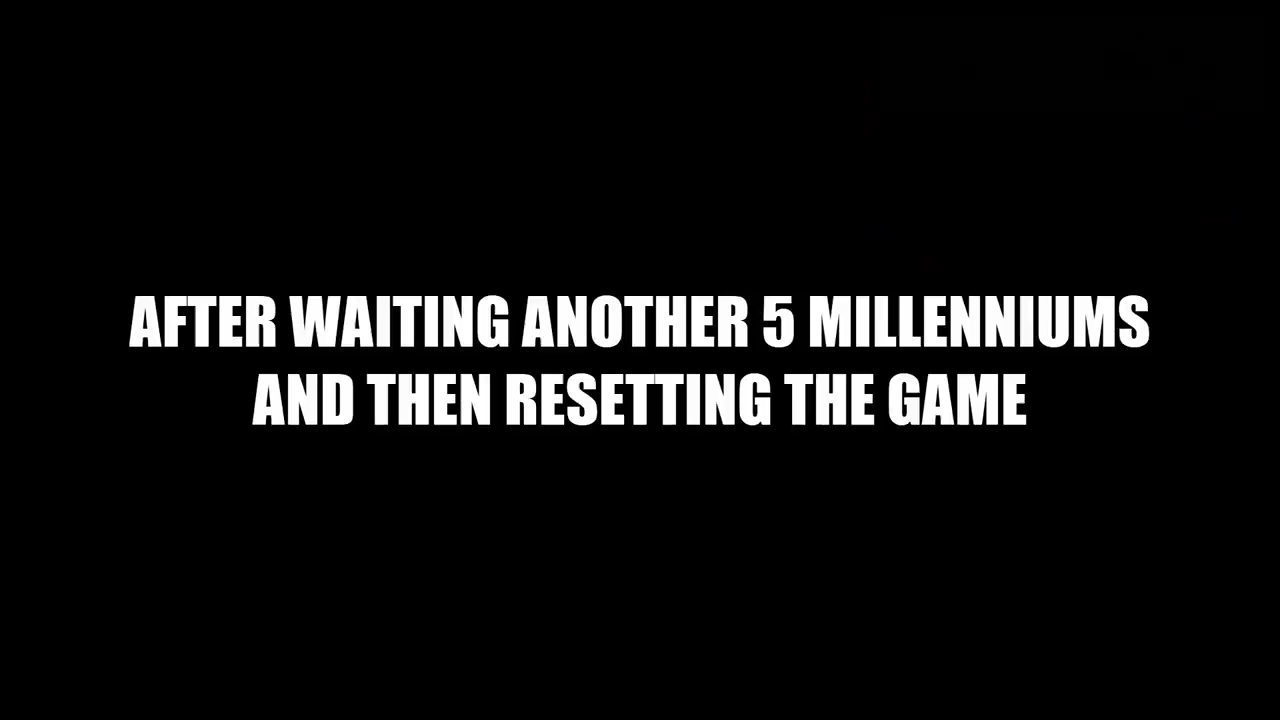 AFTER WAITING ANOTHER 5 MILLENNIUMS
AND THEN RESETTING THE GAME